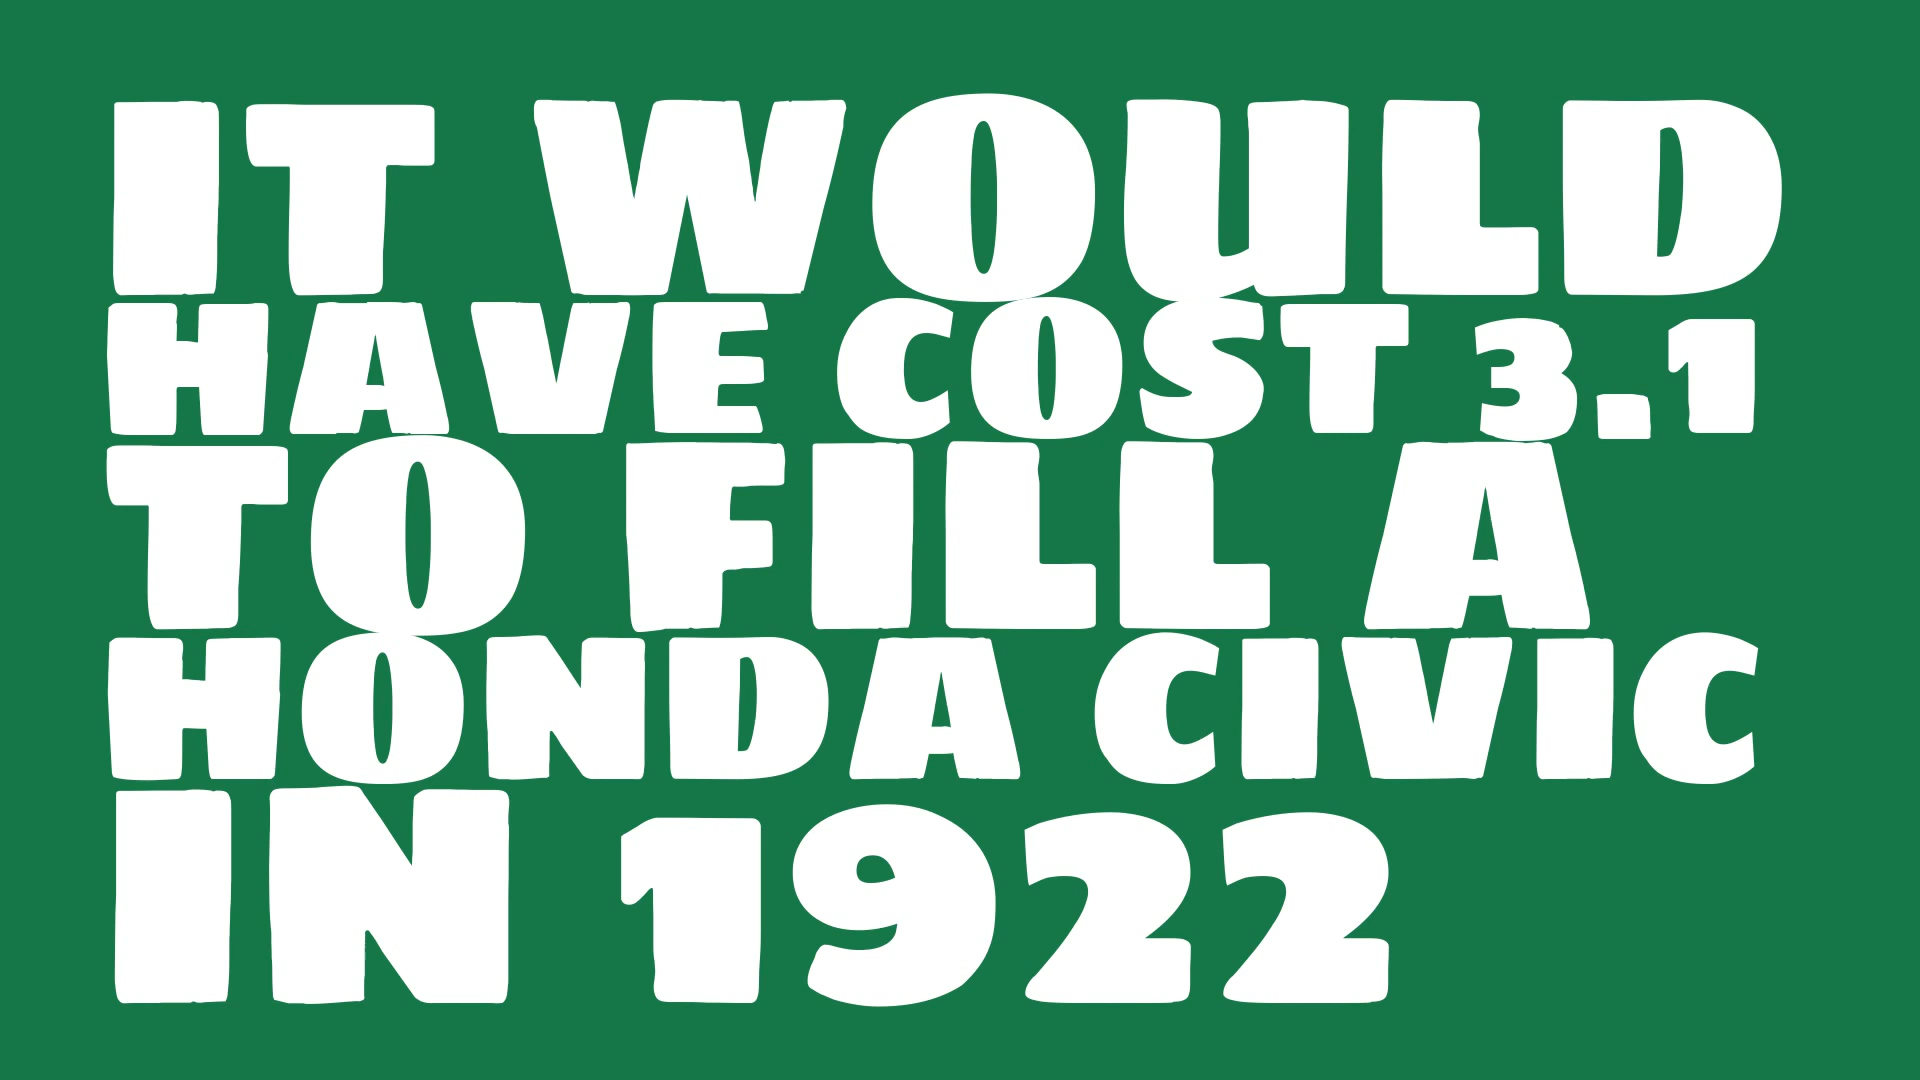 IT WOULD
HAVE COST 3.1
TO FILL A
HONDA CIVIC
IN 1922